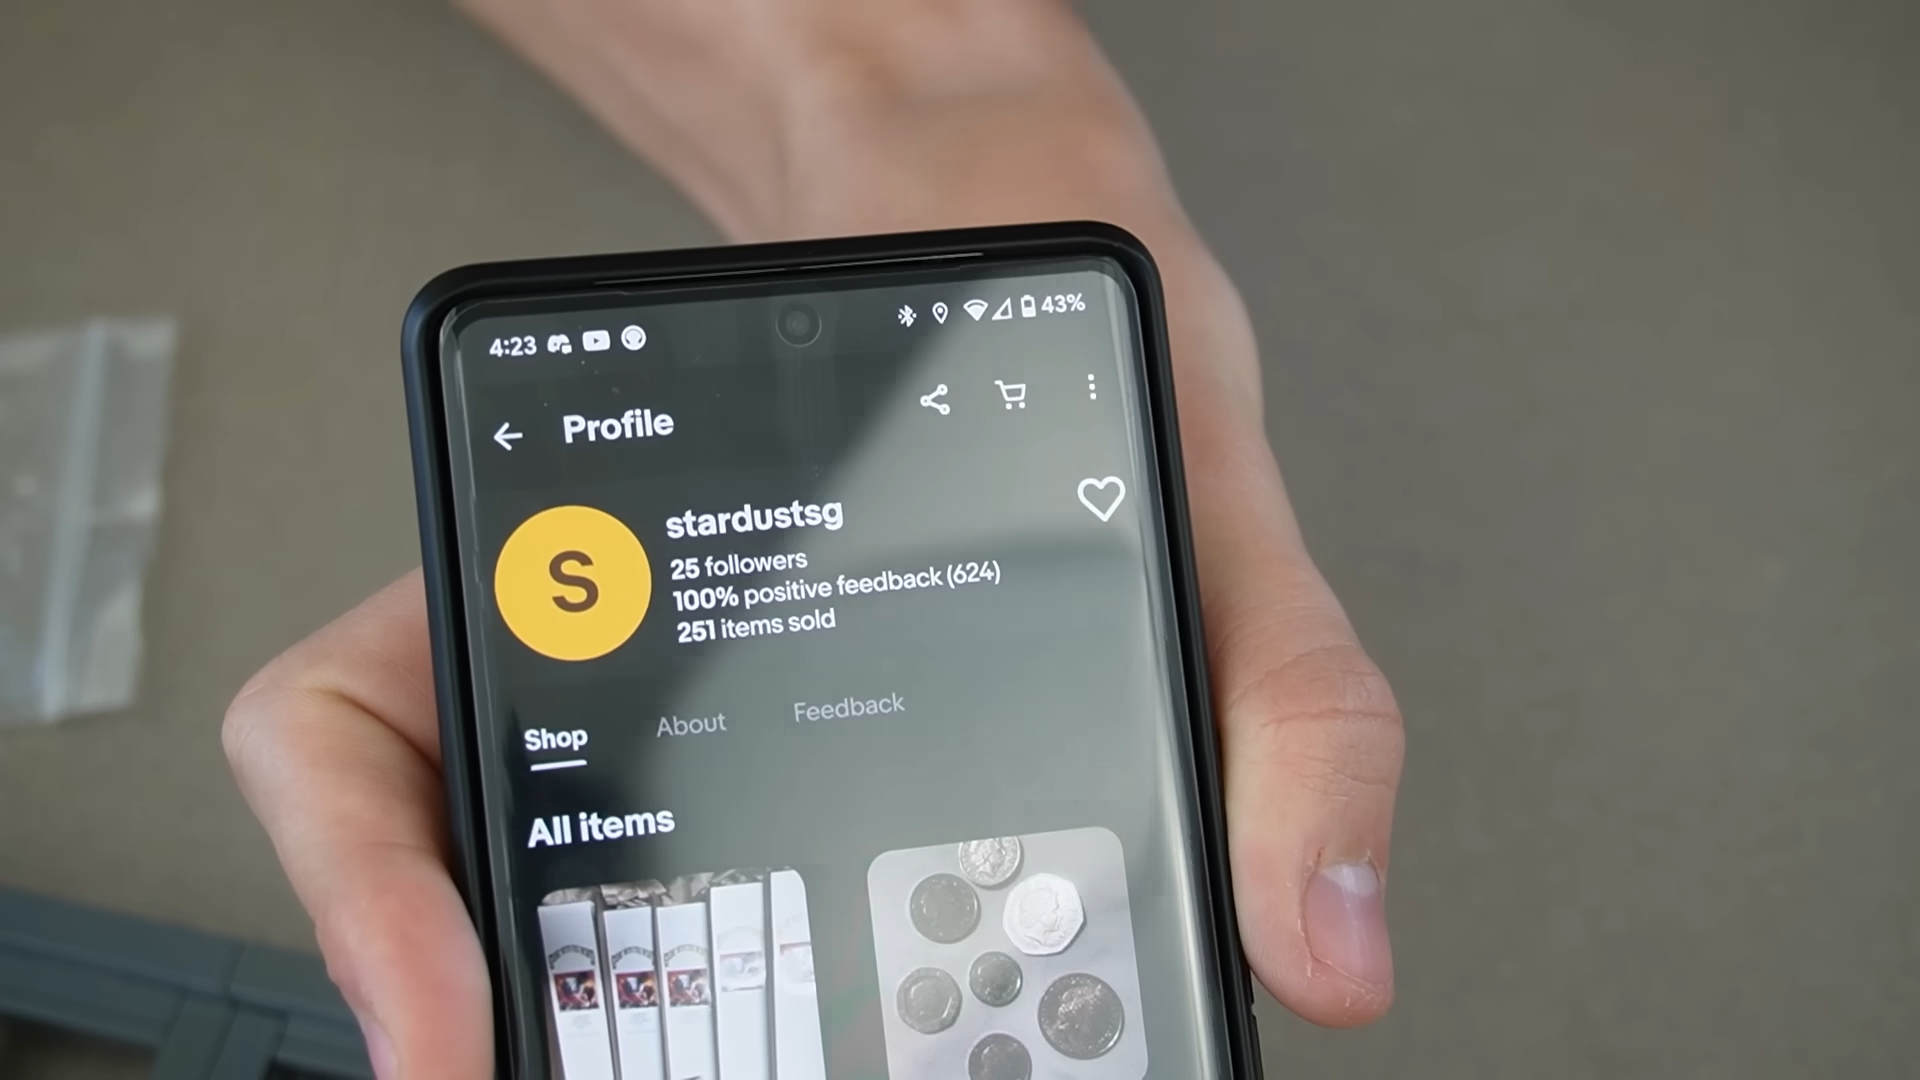 4:23 43%
Profile
S
stardustsg
25 followers
100% positive feedback (624)
251 items sold
Shop About Feedback
All items